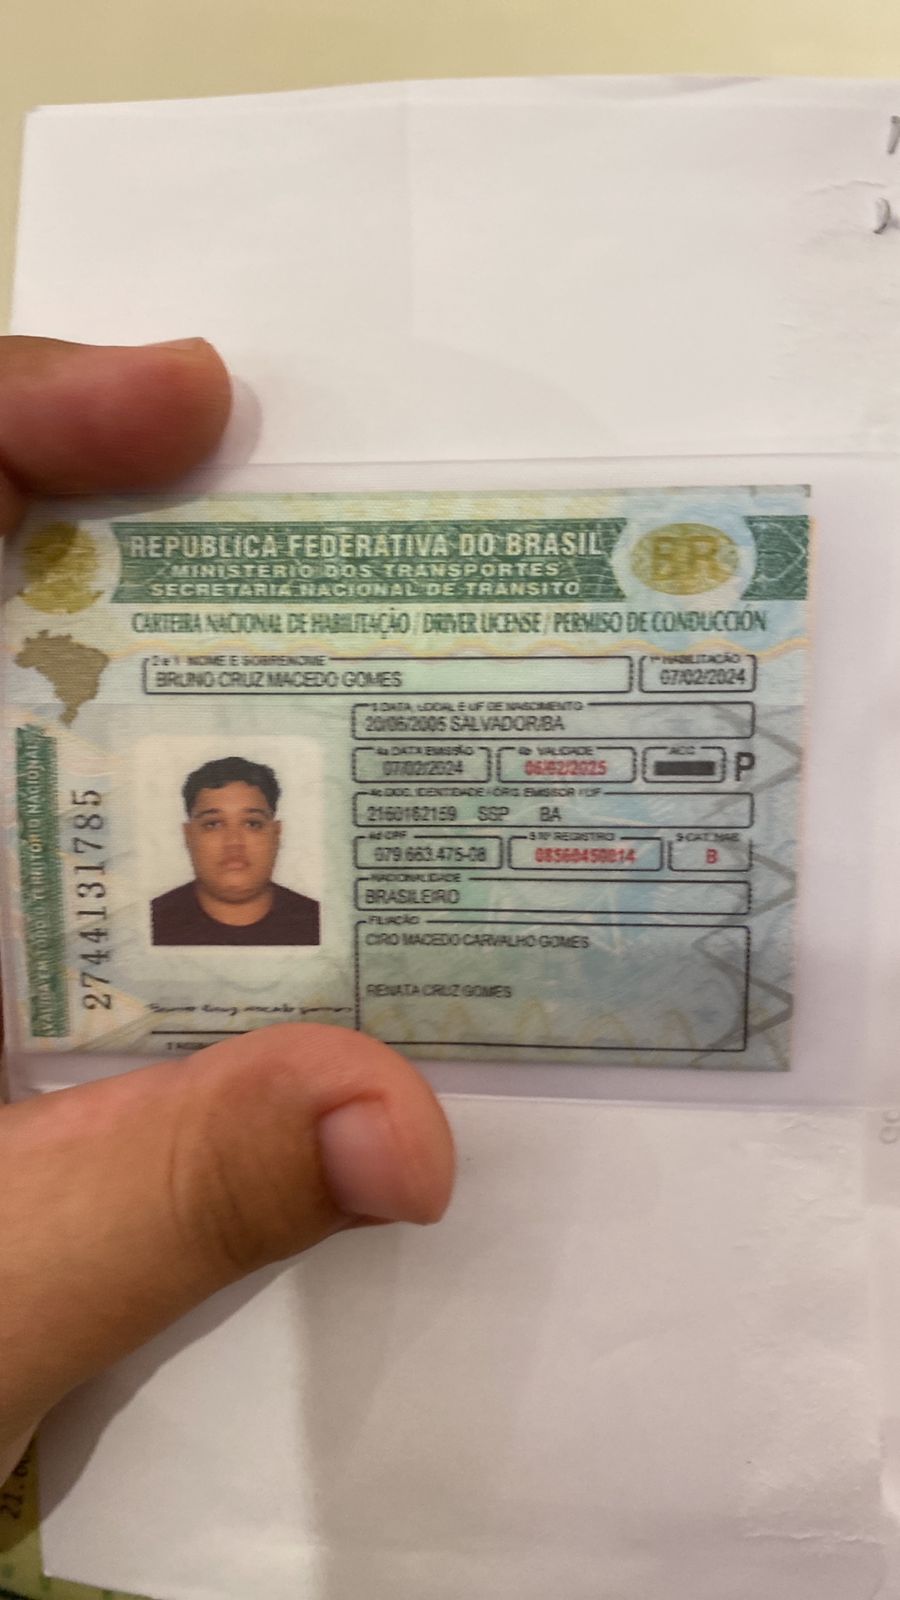 REPÚBLICA FEDERATIVA DO BRASIL
MINISTÉRIO DOS TRANSPORTES
SECRETARIA NACIONAL DE TRÂNSITO
BR
CARTEIRA NACIONAL DE HABILITAÇÃO / DRIVER LICENSE / PERMISO DE CONDUCCIÓN
2 e 1 NOME E SOBRENOME
BRUNO CRUZ MACEDO GOMES
1ª HABILITAÇÃO
07/02/2024
3 DATA, LOCAL E UF DE NASCIMENTO
20/06/2005 SALVADOR/BA
4a DATA EMISSÃO
07/02/2024
4b VALIDADE
06/02/2025
ACC
P
4c DOC. IDENTIDADE / ÓRG. EMISSOR / UF
2160162159 SSP BA
4d CPF
079.663.475-08
5 Nº REGISTRO
08560450014
9 CAT. HAB.
B
NACIONALIDADE
BRASILEIRO
FILIAÇÃO
CIRO MACEDO CARVALHO GOMES
RENATA CRUZ GOMES
VÁLIDA EM TODO O TERRITÓRIO NACIONAL
2744131785
Bruno Cruz Macedo Gomes